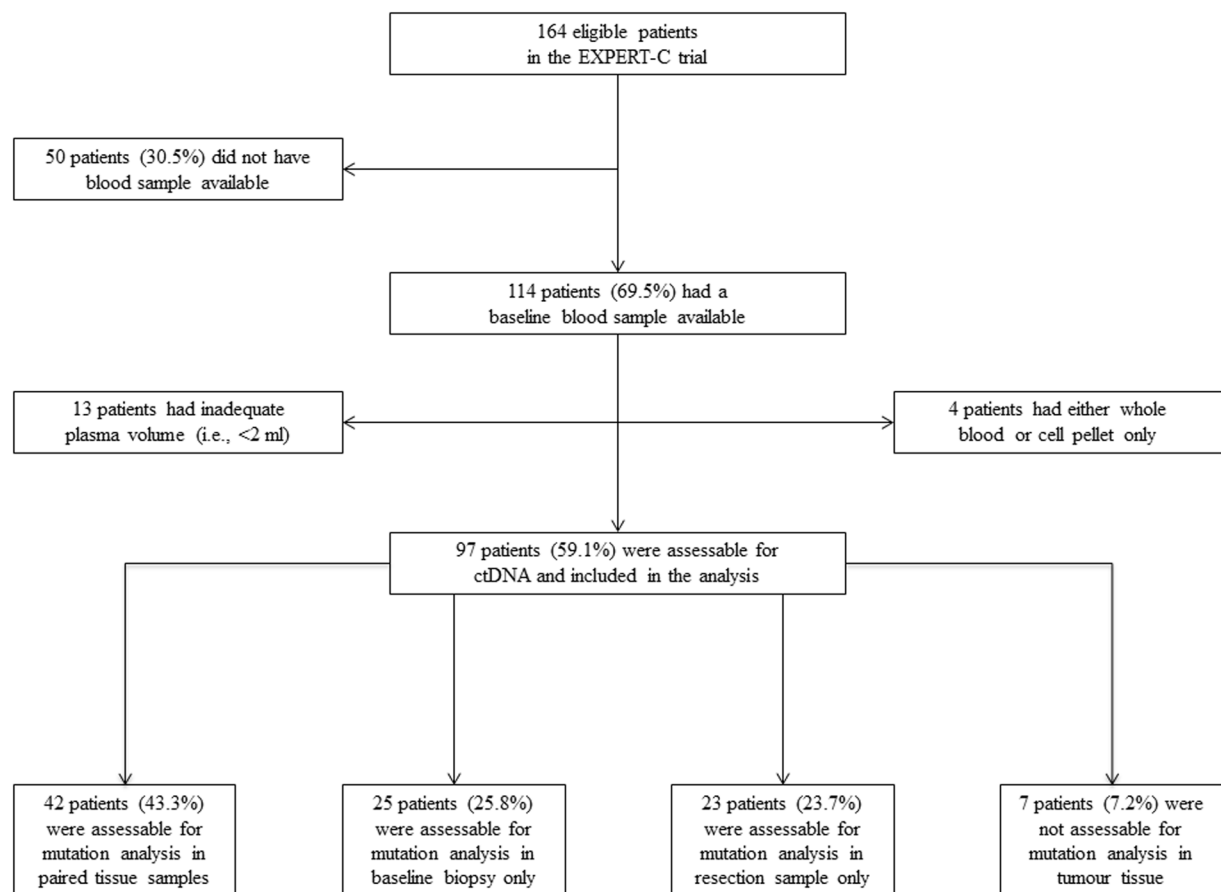 164 eligible patients
in the EXPERT-C trial
50 patients (30.5%) did not have
blood sample available
114 patients (69.5%) had a
baseline blood sample available
13 patients had inadequate
plasma volume (i.e., <2 ml)
4 patients had either whole
blood or cell pellet only
97 patients (59.1%) were assessable for
ctDNA and included in the analysis
42 patients (43.3%)
were assessable for
mutation analysis in
paired tissue samples
25 patients (25.8%)
were assessable for
mutation analysis in
baseline biopsy only
23 patients (23.7%)
were assessable for
mutation analysis in
resection sample only
7 patients (7.2%) were
not assessable for
mutation analysis in
tumour tissue